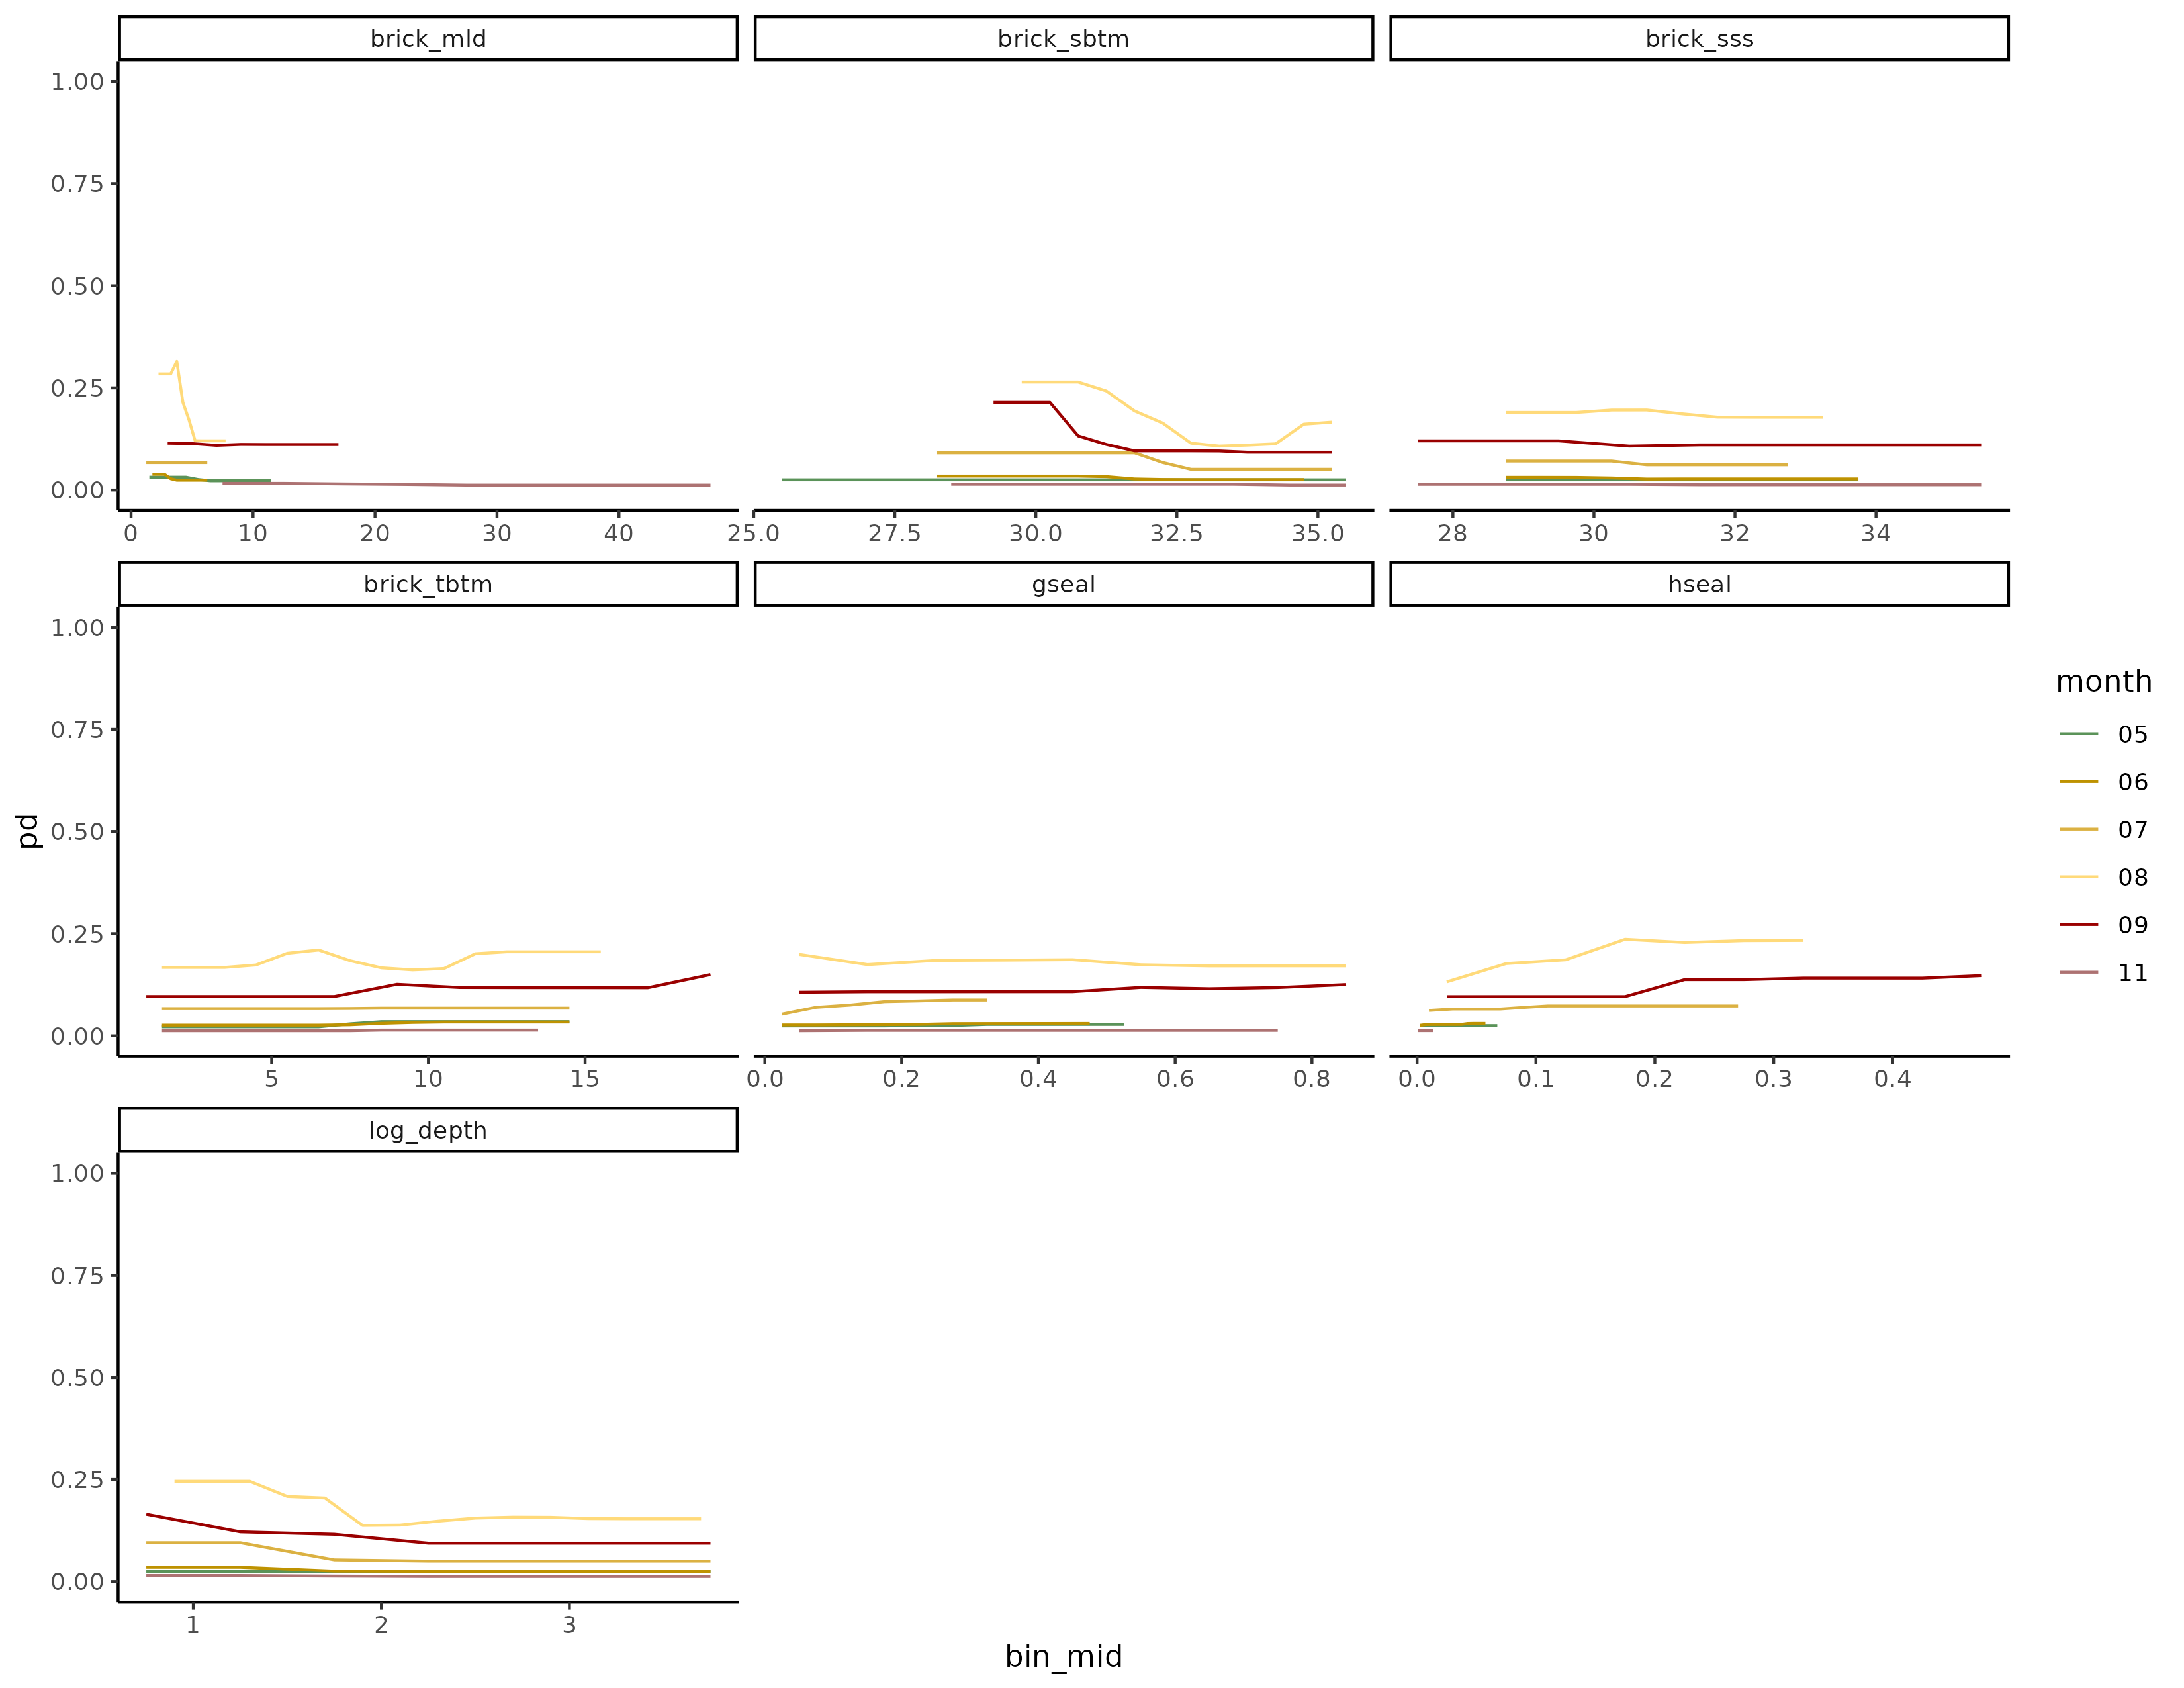 brick_mld brick_sbtm brick_sss
1.00
0.75
0.50
0.25
0.00
0 10 20 30 40 25.0 27.5 30.0 32.5 35.0 28 30 32 34
brick_tbtm gseal hseal
1.00
0.75
0.50
0.25
0.00
5 10 15 0.0 0.2 0.4 0.6 0.8 0.0 0.1 0.2 0.3 0.4
log_depth
1.00
0.75
0.50
0.25
0.00
1 2 3
pd
bin_mid
month
05
06
07
08
09
11